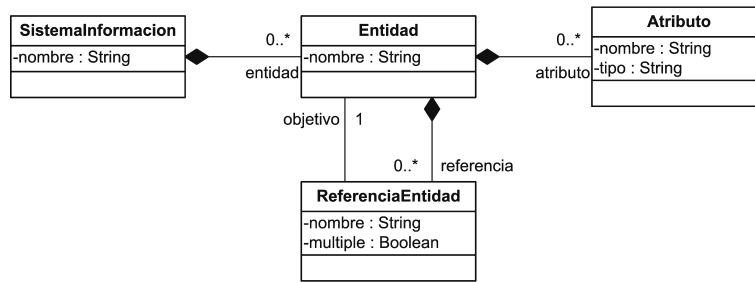 SistemaInformacion
-nombre : String
0..*
entidad
Entidad
-nombre : String
0..*
atributo
Atributo
-nombre : String
-tipo : String
objetivo
1
0..*
referencia
ReferenciaEntidad
-nombre : String
-multiple : Boolean